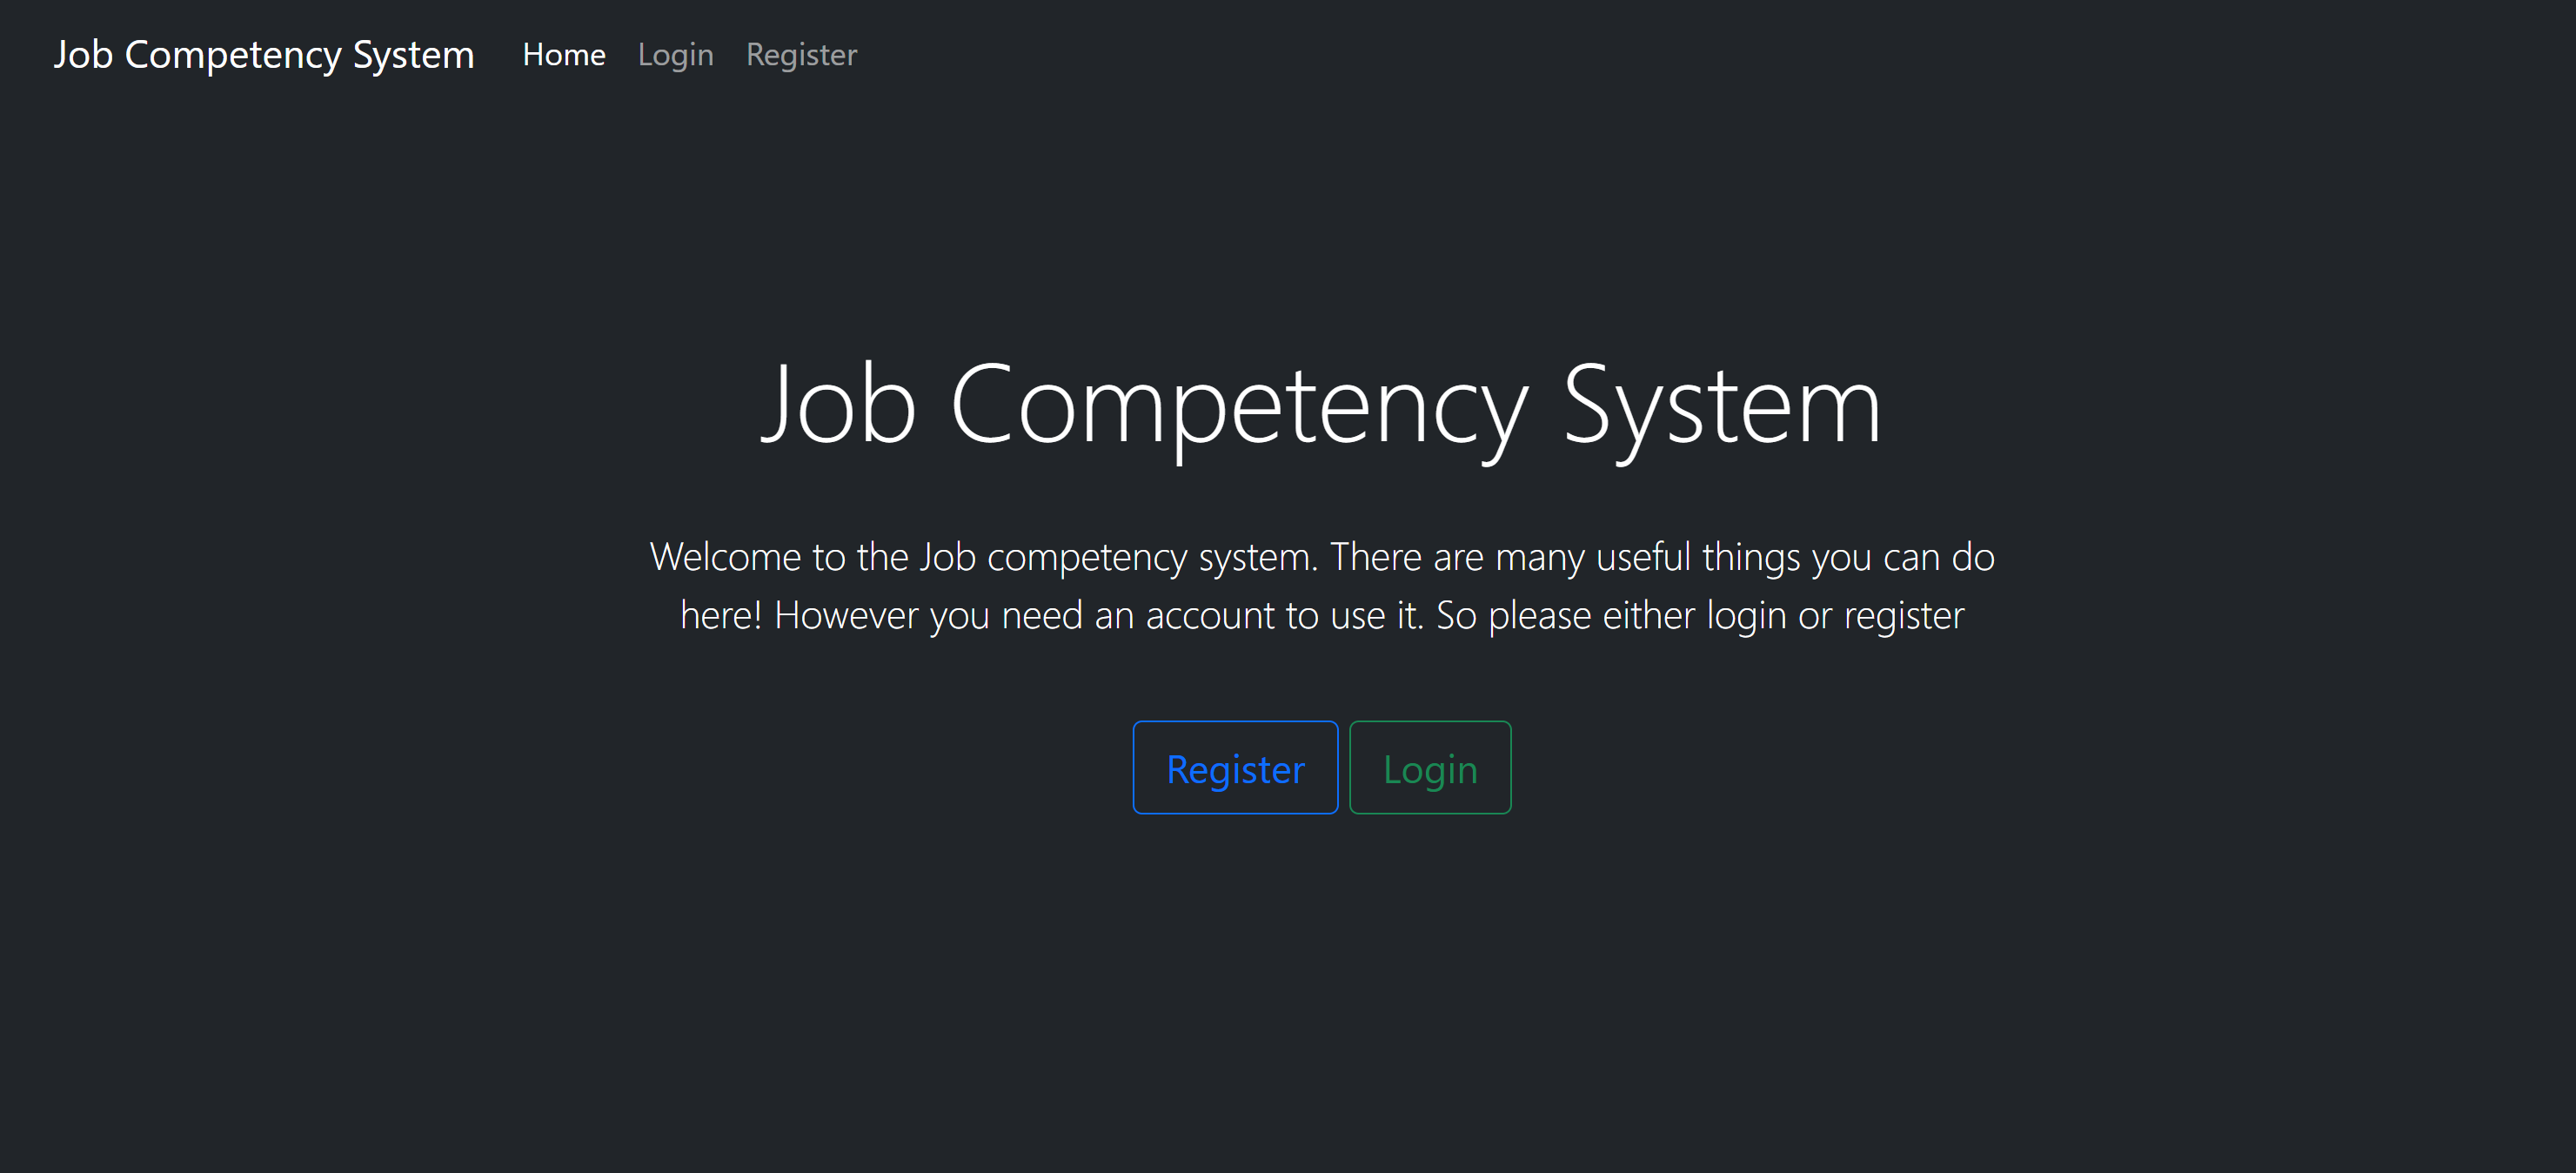 Job Competency System Home Login Register
Job Competency System
Welcome to the Job competency system. There are many useful things you can do
here! However you need an account to use it. So please either login or register
Register Login